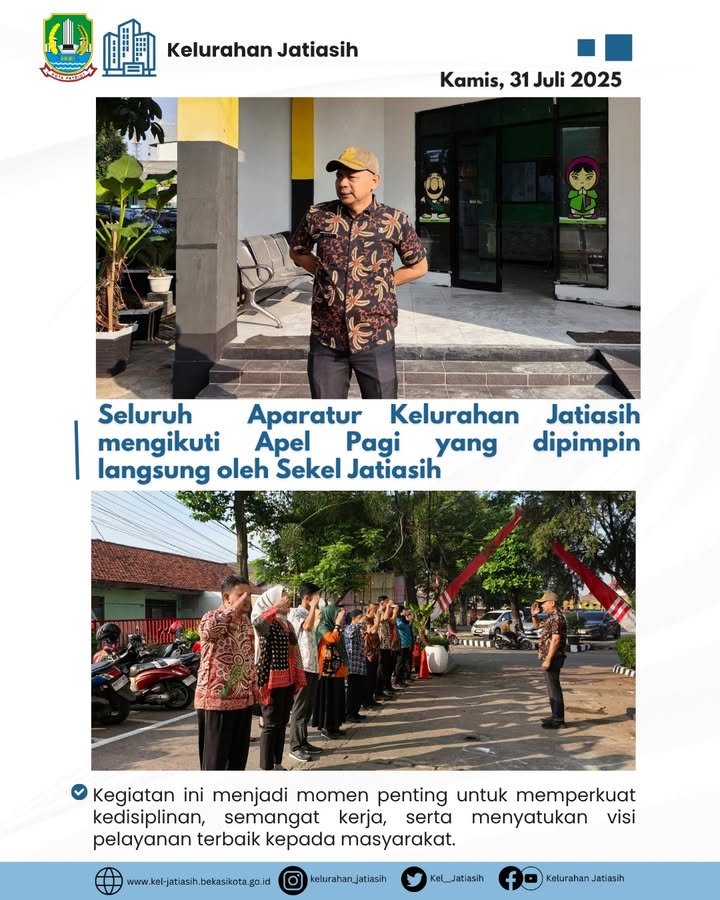 Kelurahan Jatiasih
Kamis, 31 Juli 2025
Seluruh Aparatur Kelurahan Jatiasih
mengikuti Apel Pagi yang dipimpin
langsung oleh Sekel Jatiasih
Kegiatan ini menjadi momen penting untuk memperkuat
kedisiplinan, semangat kerja, serta menyatukan visi
pelayanan terbaik kepada masyarakat.
www.kel-jatiasih.bekasikota.go.id
kelurahan_jatiasih
Kel__Jatiasih
Kelurahan Jatiasih